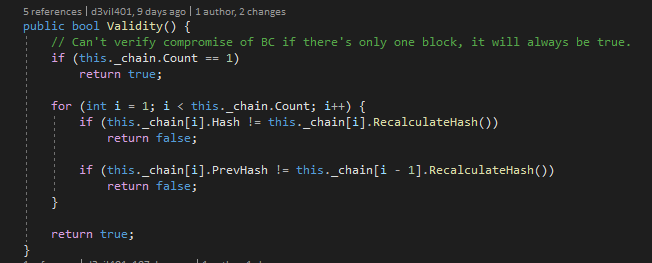 5 references | d3vil401, 9 days ago | 1 author, 2 changes
public bool Validity() {
// Can't verify compromise of BC if there's only one block, it will always be true.
if (this._chain.Count == 1)
return true;
for (int i = 1; i < this._chain.Count; i++) {
if (this._chain[i].Hash != this._chain[i].RecalculateHash())
return false;
if (this._chain[i].PrevHash != this._chain[i - 1].RecalculateHash())
return false;
}
return true;
}